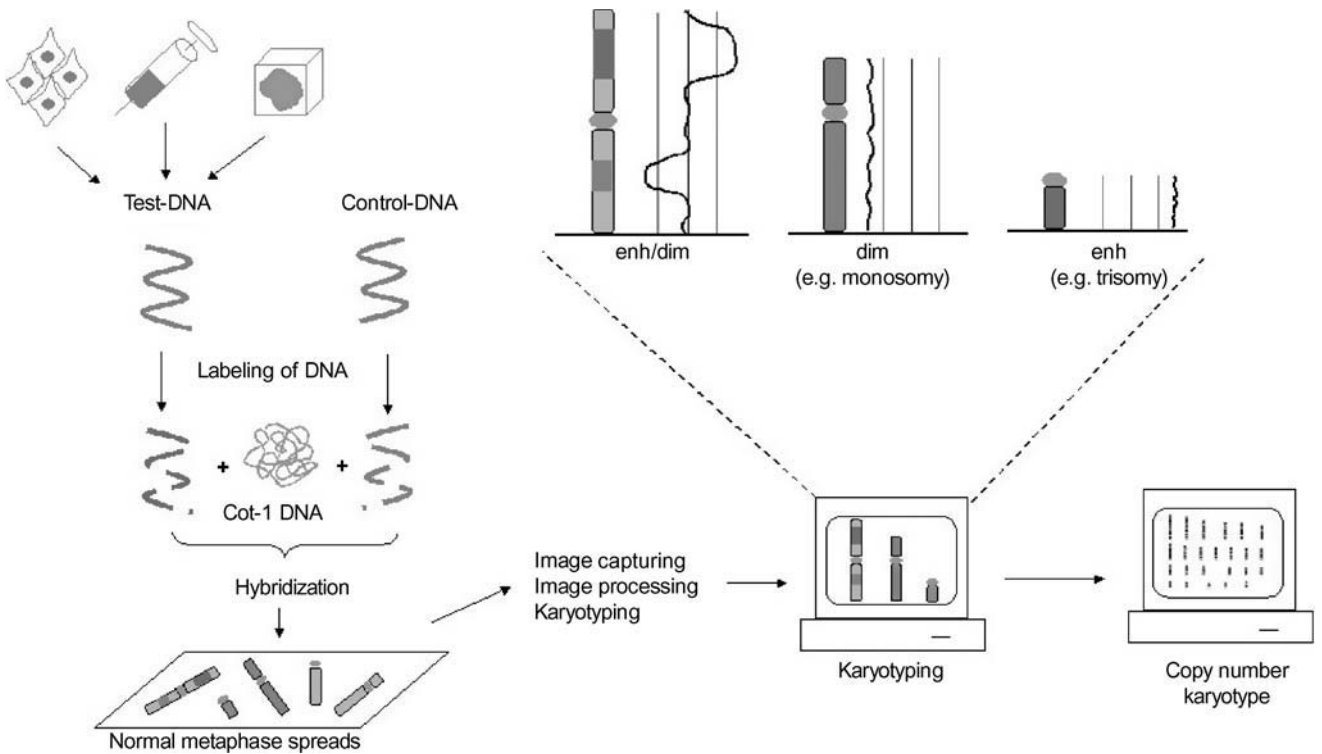 Test-DNA
Control-DNA
Labeling of DNA
+
+
Cot-1 DNA
Hybridization
Normal metaphase spreads
Image capturing
Image processing
Karyotyping
enh/dim
dim
(e.g. monosomy)
enh
(e.g. trisomy)
Karyotyping
Copy number
karyotype